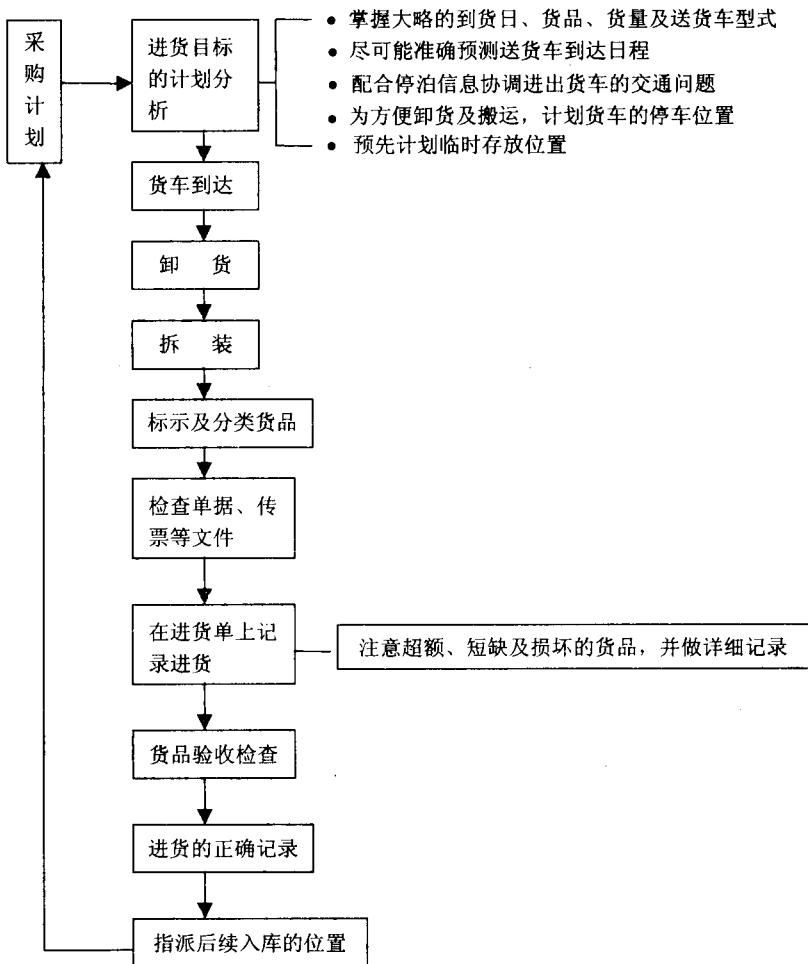 采购计划
进货目标
的计划分
析
• 掌握大略的到货日、货品、货量及送货车型式
• 尽可能准确预测送货车到达日程
• 配合停泊信息协调进出货车的交通问题
• 为方便卸货及搬运，计划货车的停车位置
• 预先计划临时存放位置
货车到达
卸 货
拆 装
标示及分类货品
检查单据、传
票等文件
在进货单上记
录进货
注意超额、短缺及损坏的货品，并做详细记录
货品验收检查
进货的正确记录
指派后续入库的位置